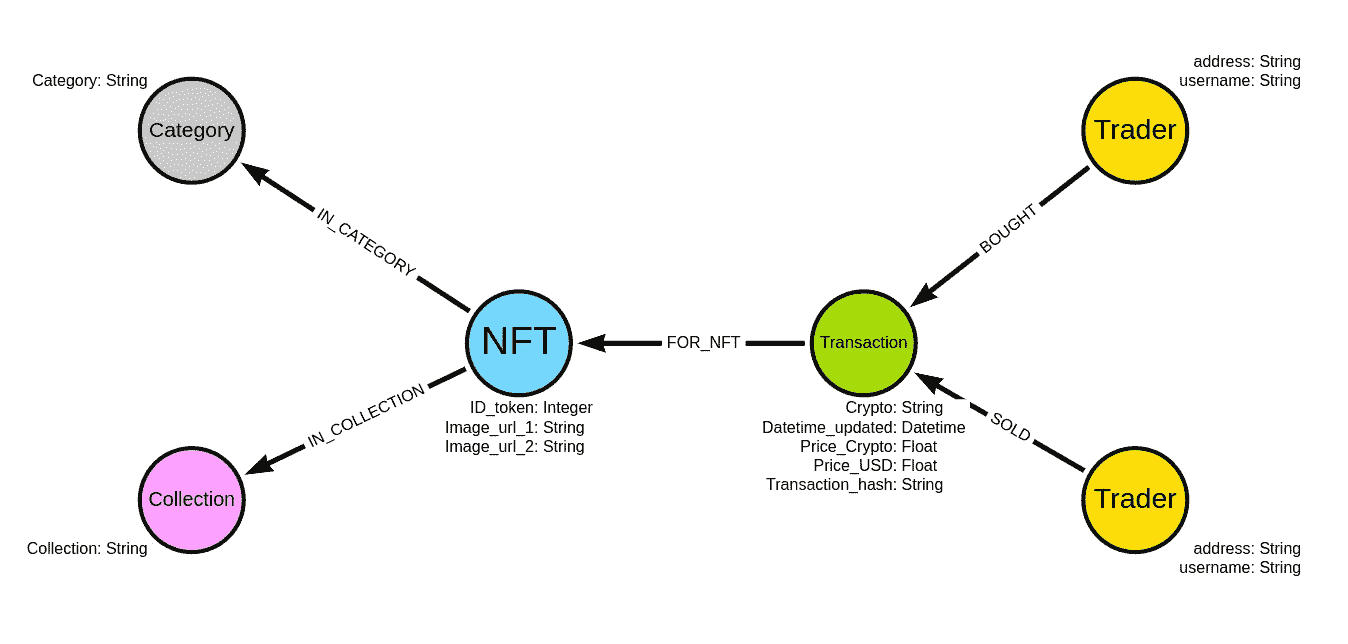 address: String
username: String
Category: String
Category
Trader
IN_CATEGORY
BOUGHT
NFT
FOR_NFT
Transaction
ID_token: Integer
Image_url_1: String
Image_url_2: String
Crypto: String
Datetime_updated: Datetime
Price_Crypto: Float
Price_USD: Float
Transaction_hash: String
IN_COLLECTION
SOLD
Collection
Trader
Collection: String
address: String
username: String